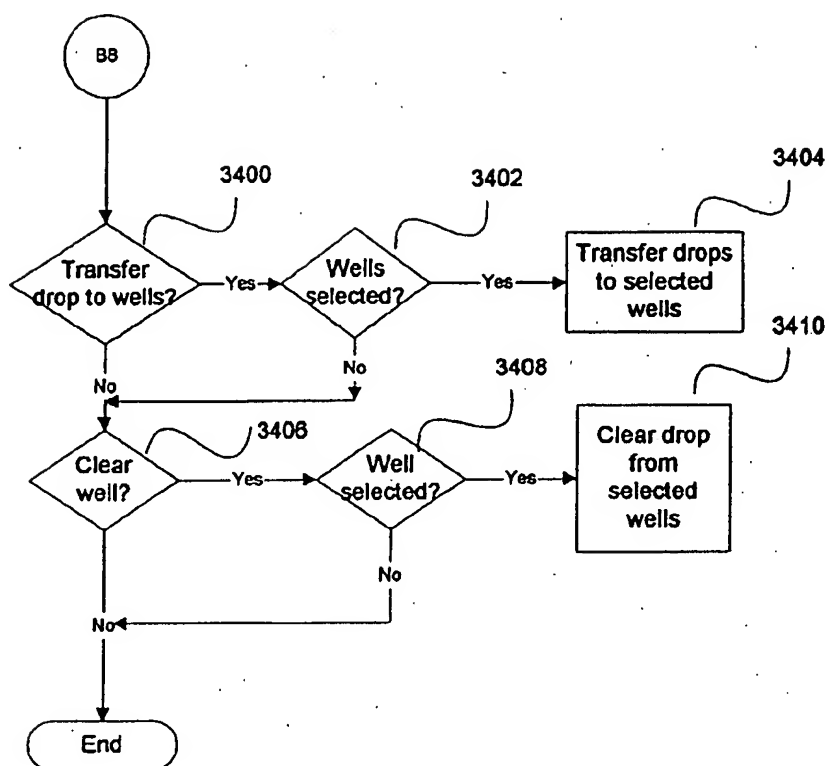 B8
3400
3402
3404
Transfer
drop to wells?
Yes
Wells
selected?
Yes
Transfer drops
to selected
wells
No
No
3406
3408
3410
Clear
well?
Yes
Well
selected?
Yes
Clear drop
from
selected
wells
No
No
End